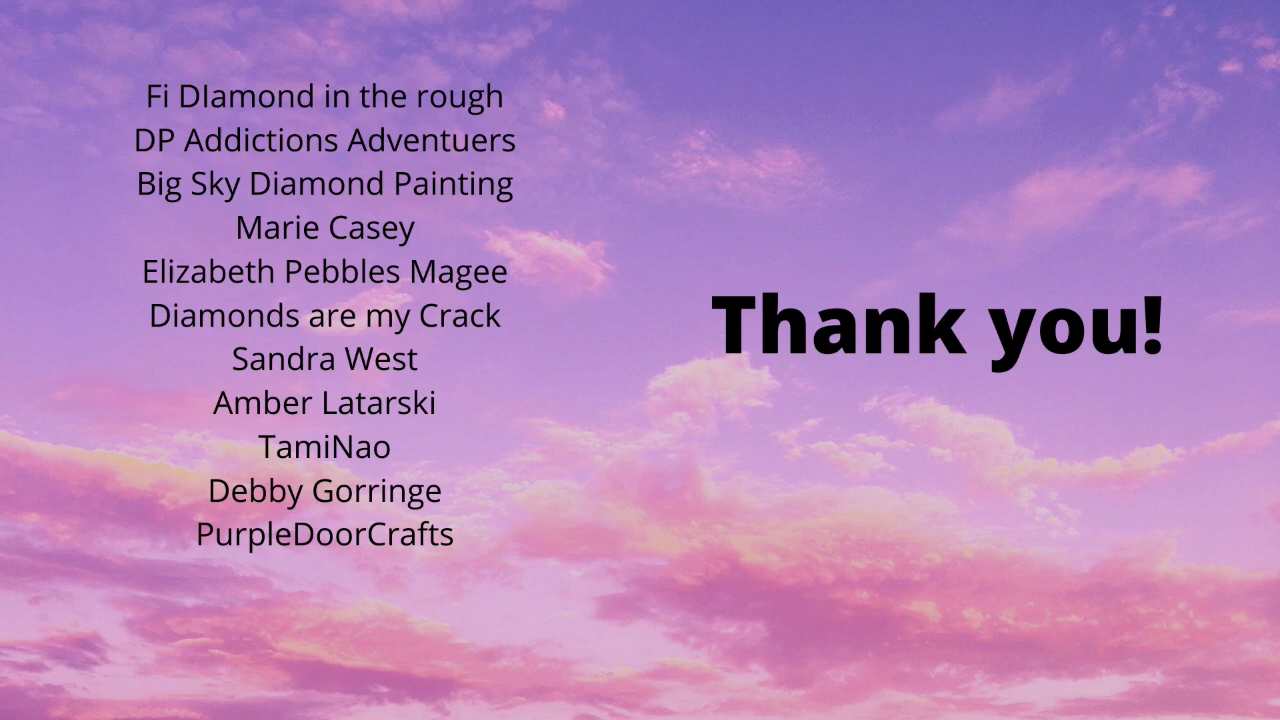 Fi DIamond in the rough
DP Addictions Adventuers
Big Sky Diamond Painting
Marie Casey
Elizabeth Pebbles Magee
Diamonds are my Crack
Sandra West
Amber Latarski
TamiNao
Debby Gorringe
PurpleDoorCrafts
Thank you!